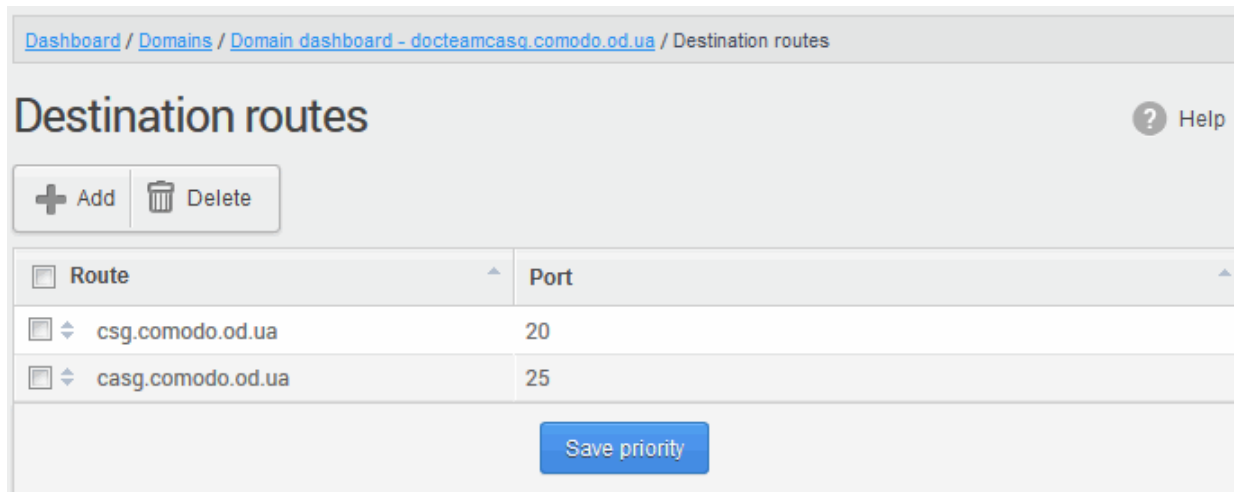 Dashboard / Domains / Domain dashboard - docteamcasg.comodo.od.ua / Destination routes
Destination routes
? Help
Add Delete
Route Port
csg.comodo.od.ua 20
casg.comodo.od.ua 25
Save priority